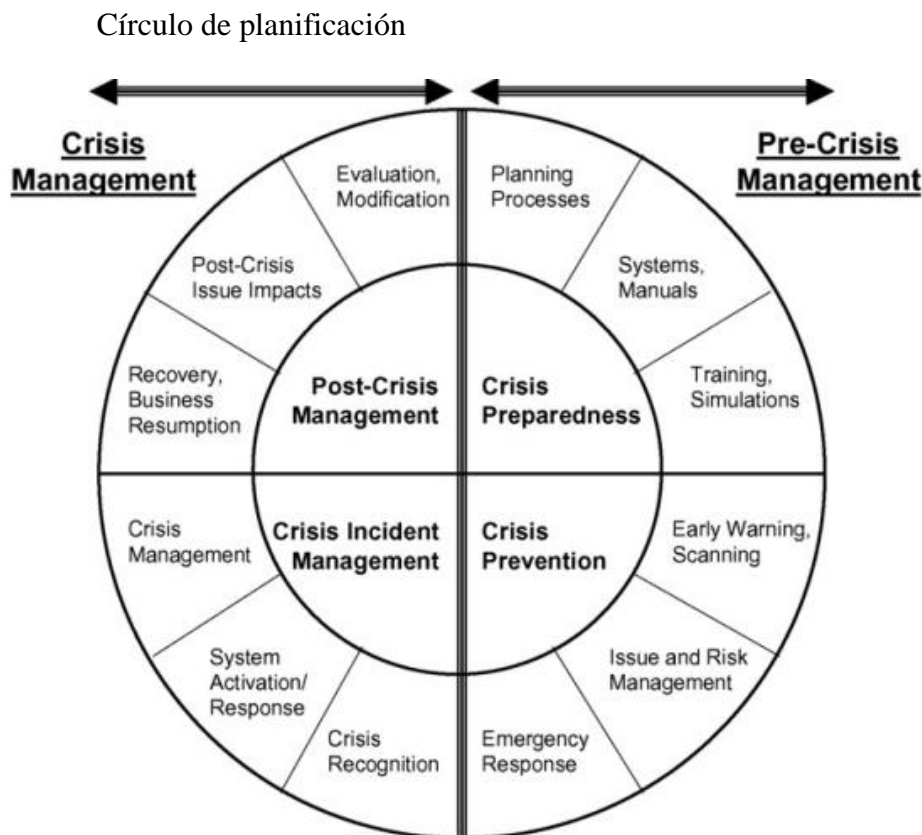 Círculo de planificación
Crisis
Management
Pre-Crisis
Management
Evaluation,
Modification
Planning
Processes
Post-Crisis
Issue Impacts
Systems,
Manuals
Recovery,
Business
Resumption
Training,
Simulations
Post-Crisis
Management
Crisis
Preparedness
Crisis Incident
Management
Crisis
Prevention
Crisis
Management
Early Warning,
Scanning
System
Activation/
Response
Issue and Risk
Management
Crisis
Recognition
Emergency
Response